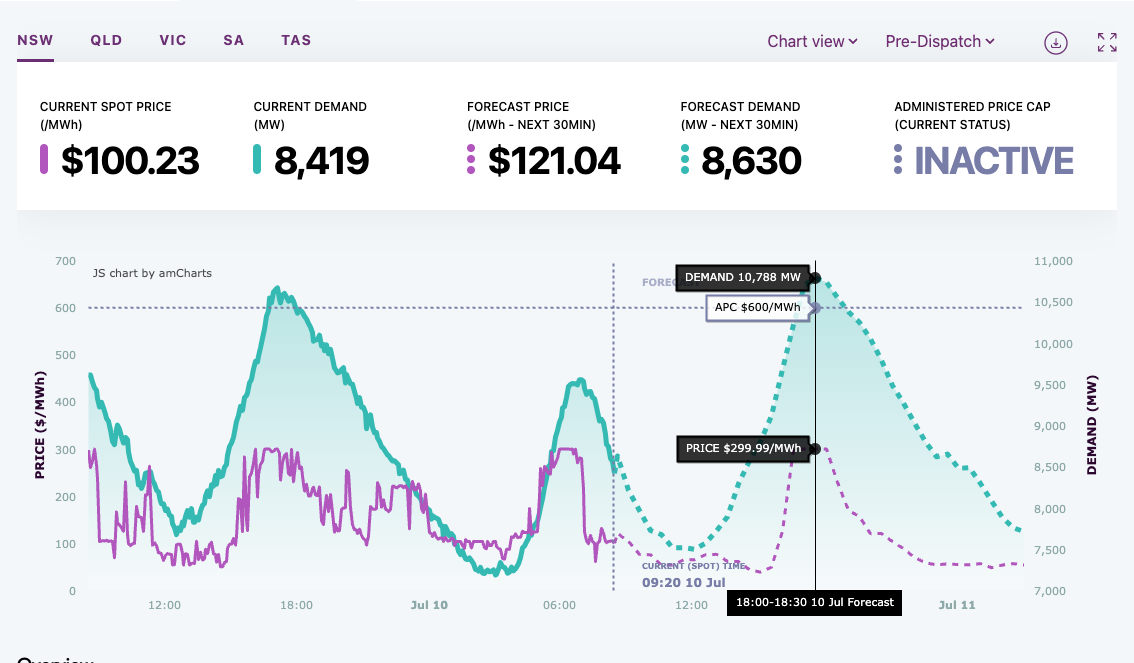 NSW QLD VIC SA TAS Chart view Pre-Dispatch
CURRENT SPOT PRICE
(/MWh)
$100.23
CURRENT DEMAND
(MW)
8,419
FORECAST PRICE
(/MWh - NEXT 30MIN)
$121.04
FORECAST DEMAND
(MW - NEXT 30MIN)
8,630
ADMINISTERED PRICE CAP
(CURRENT STATUS)
INACTIVE
JS chart by amCharts
PRICE ($/MWh)
700
600
500
400
300
200
100
0
DEMAND 10,788 MW
APC $600/MWh
PRICE $299.99/MWh
CURRENT (SPOT) TIME
09:20 10 Jul
11,000
10,500
10,000
9,500
9,000
8,500
8,000
7,500
7,000
DEMAND (MW)
12:00 18:00 Jul 10 06:00 12:00 Jul 11
18:00-18:30 10 Jul Forecast
Overview